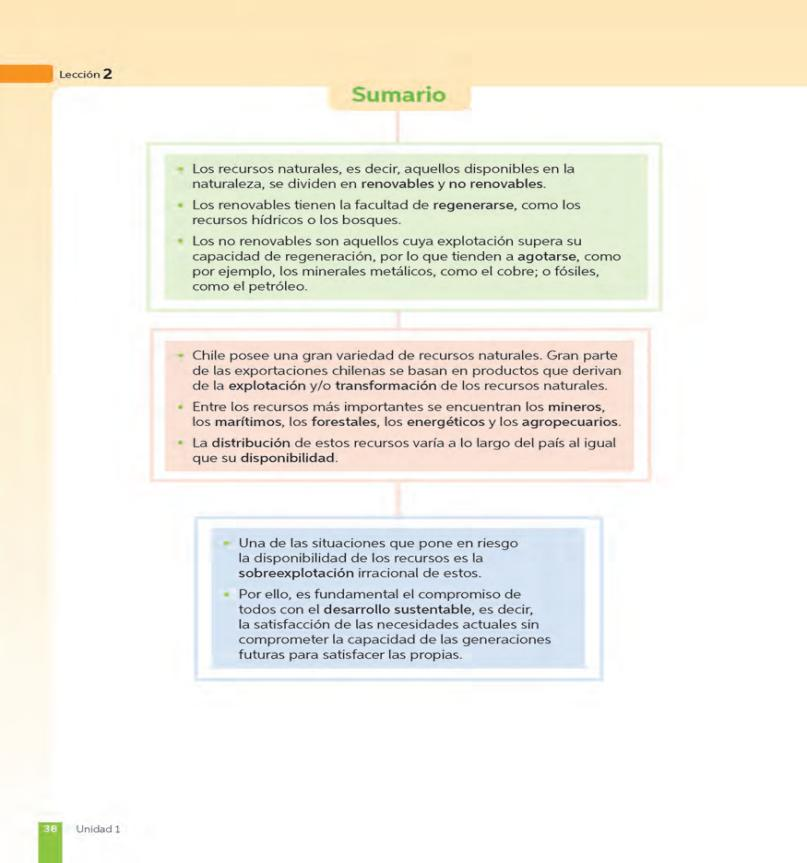 Lección 2
Sumario
• Los recursos naturales, es decir, aquellos disponibles en la
naturaleza, se dividen en renovables y no renovables.
• Los renovables tienen la facultad de regenerarse, como los
recursos hídricos o los bosques.
• Los no renovables son aquellos cuya explotación supera su
capacidad de regeneración, por lo que tienden a agotarse, como
por ejemplo, los minerales metálicos, como el cobre; o fósiles,
como el petróleo.
• Chile posee una gran variedad de recursos naturales. Gran parte
de las exportaciones chilenas se basan en productos que derivan
de la explotación y/o transformación de los recursos naturales.
• Entre los recursos más importantes se encuentran los mineros,
los marítimos, los forestales, los energéticos y los agropecuarios.
• La distribución de estos recursos varía a lo largo del país al igual
que su disponibilidad.
• Una de las situaciones que pone en riesgo
la disponibilidad de los recursos es la
sobreexplotación irracional de estos.
• Por ello, es fundamental el compromiso de
todos con el desarrollo sustentable, es decir,
la satisfacción de las necesidades actuales sin
comprometer la capacidad de las generaciones
futuras para satisfacer las propias.
38 Unidad 1